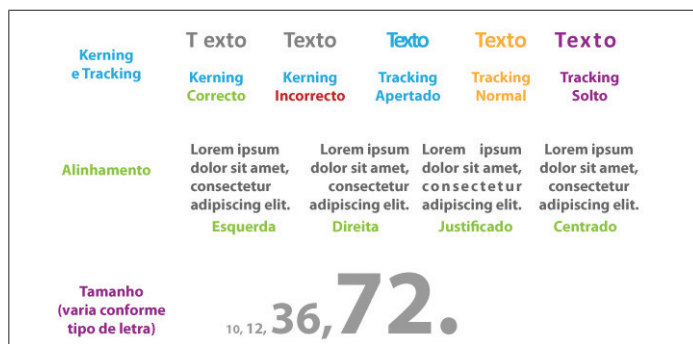 Kerning
e Tracking
T exto
Texto
Texto
Texto
Texto
Kerning
Correcto
Kerning
Incorrecto
Tracking
Apertado
Tracking
Normal
Tracking
Solto
Alinhamento
Lorem ipsum
dolor sit amet,
consectetur
adipiscing elit.
Esquerda
Lorem ipsum
dolor sit amet,
consectetur
adipiscing elit.
Direita
Lorem ipsum
dolor sit amet,
consectetur
adipiscing elit.
Justificado
Lorem ipsum
dolor sit amet,
consectetur
adipiscing elit.
Centrado
Tamanho
(varia conforme
tipo de letra)
10, 12, 36, 72.